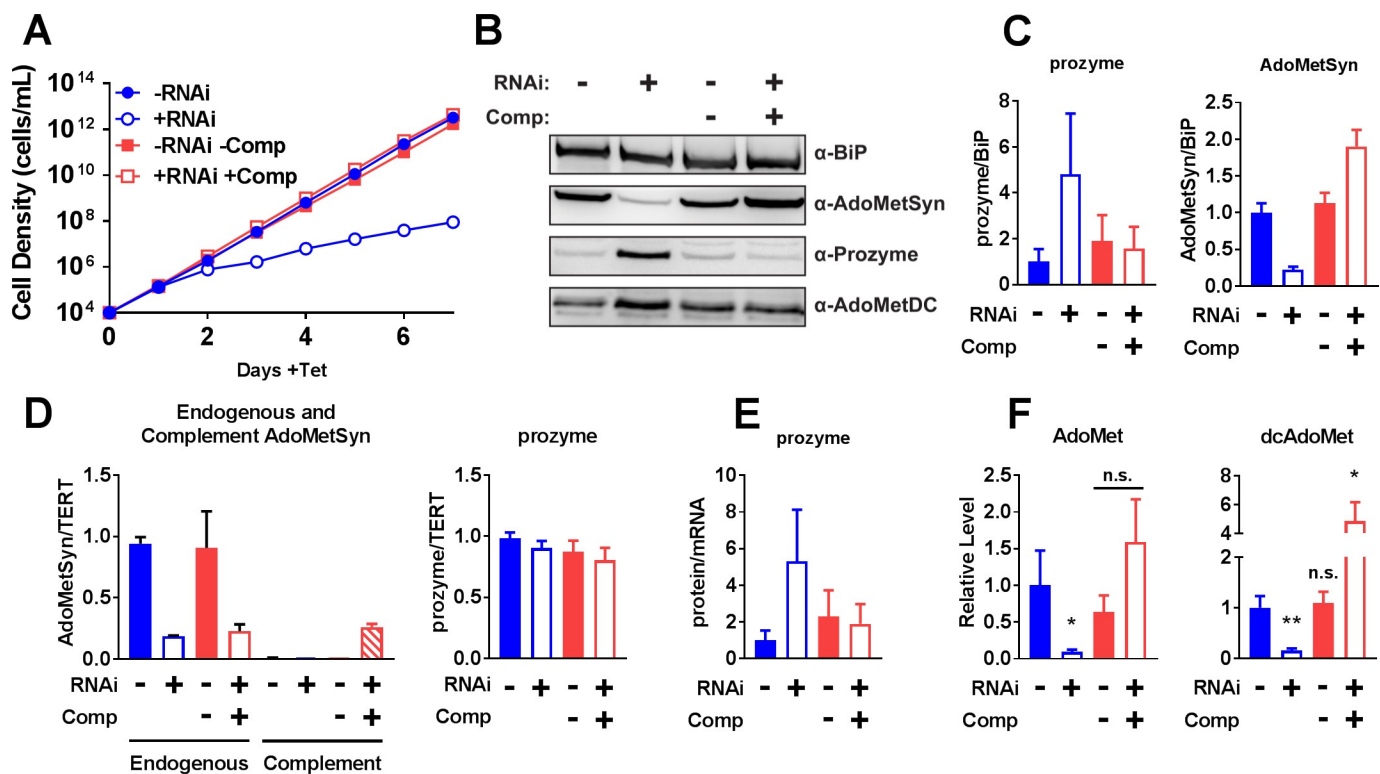 A
Cell Density (cells/mL)
10^14
10^12
10^10
10^8
10^6
10^4
-RNAi
+RNAi
-RNAi -Comp
+RNAi +Comp
0 2 4 6
Days +Tet
B
RNAi: - + - +
Comp: - +
α-BiP
α-AdoMetSyn
α-Prozyme
α-AdoMetDC
C
prozyme
prozyme/BiP
8
6
4
2
0
RNAi - + - +
Comp - +
AdoMetSyn
AdoMetSyn/BiP
2.5
2.0
1.5
1.0
0.5
0.0
RNAi - + - +
Comp - +
D
Endogenous and
Complement AdoMetSyn
AdoMetSyn/TERT
1.5
1.0
0.5
0.0
RNAi - + - + - + - +
Comp - + - +
Endogenous Complement
prozyme
prozyme/TERT
1.5
1.0
0.5
0.0
RNAi - + - +
Comp - +
E
prozyme
protein/mRNA
10
8
6
4
2
0
RNAi - + - +
Comp - +
F
AdoMet
Relative Level
2.5
2.0
1.5
1.0
0.5
0.0
*
n.s.
RNAi - + - +
Comp - +
dcAdoMet
8
6
4
2
1
0
**
n.s.
*
RNAi - + - +
Comp - +